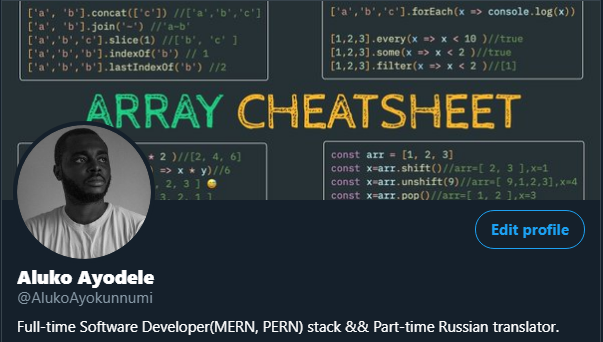 ['a', 'b'].concat(['c']) //['a','b','c']
['a', 'b'].join('~') //'a~b'
['a','b','c'].slice(1) //['b', 'c' ]
['a','b','b'].indexOf('b') // 1
['a','b','b'].lastIndexOf('b') //2
['a','b','c'].forEach(x => console.log(x))
[1,2,3].every(x => x < 10 )//true
[1,2,3].some(x => x < 2 )//true
[1,2,3].filter(x => x < 2 )//[1]
ARRAY CHEATSHEET
* 2 )//[2, 4, 6]
=> x * y)//6
2, 3 ] 😅
3, 2, 1 ]
const arr = [1, 2, 3]
const x=arr.shift()//arr=[ 2, 3 ],x=1
const x=arr.unshift(9)//arr=[ 9,1,2,3],x=4
const x=arr.pop()//arr=[ 1, 2 ],x=3
Edit profile
Aluko Ayodele
@AlukoAyokunnumi
Full-time Software Developer(MERN, PERN) stack && Part-time Russian translator.